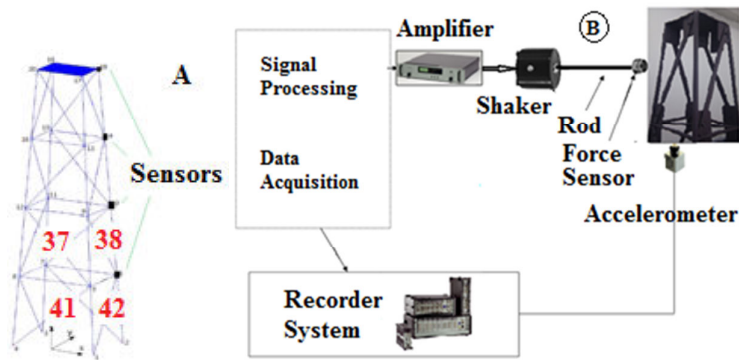 A
Sensors
37
38
41
42
Signal
Processing
Data
Acquisition
Amplifier
Shaker
B
Rod
Force
Sensor
Accelerometer
Recorder
System